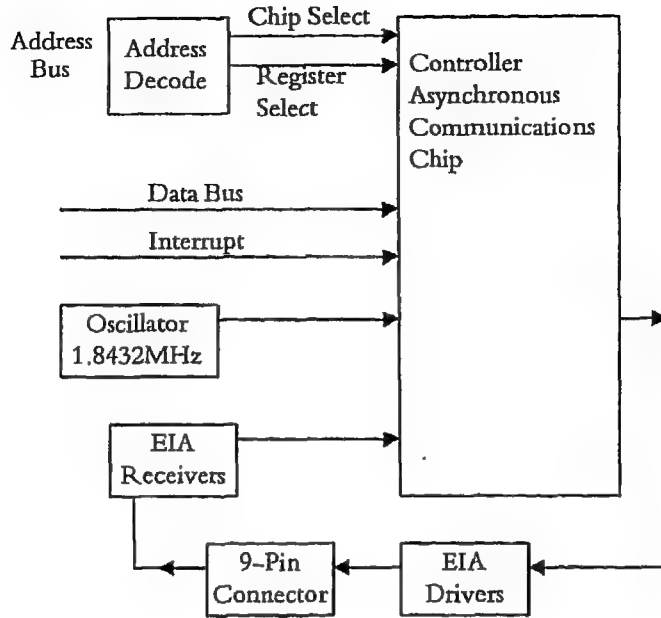 Chip Select
Address
Bus
Address
Decode
Register
Select
Controller
Asynchronous
Communications
Chip
Data Bus
Interrupt
Oscillator
1.8432MHz
EIA
Receivers
9-Pin
Connector
EIA
Drivers